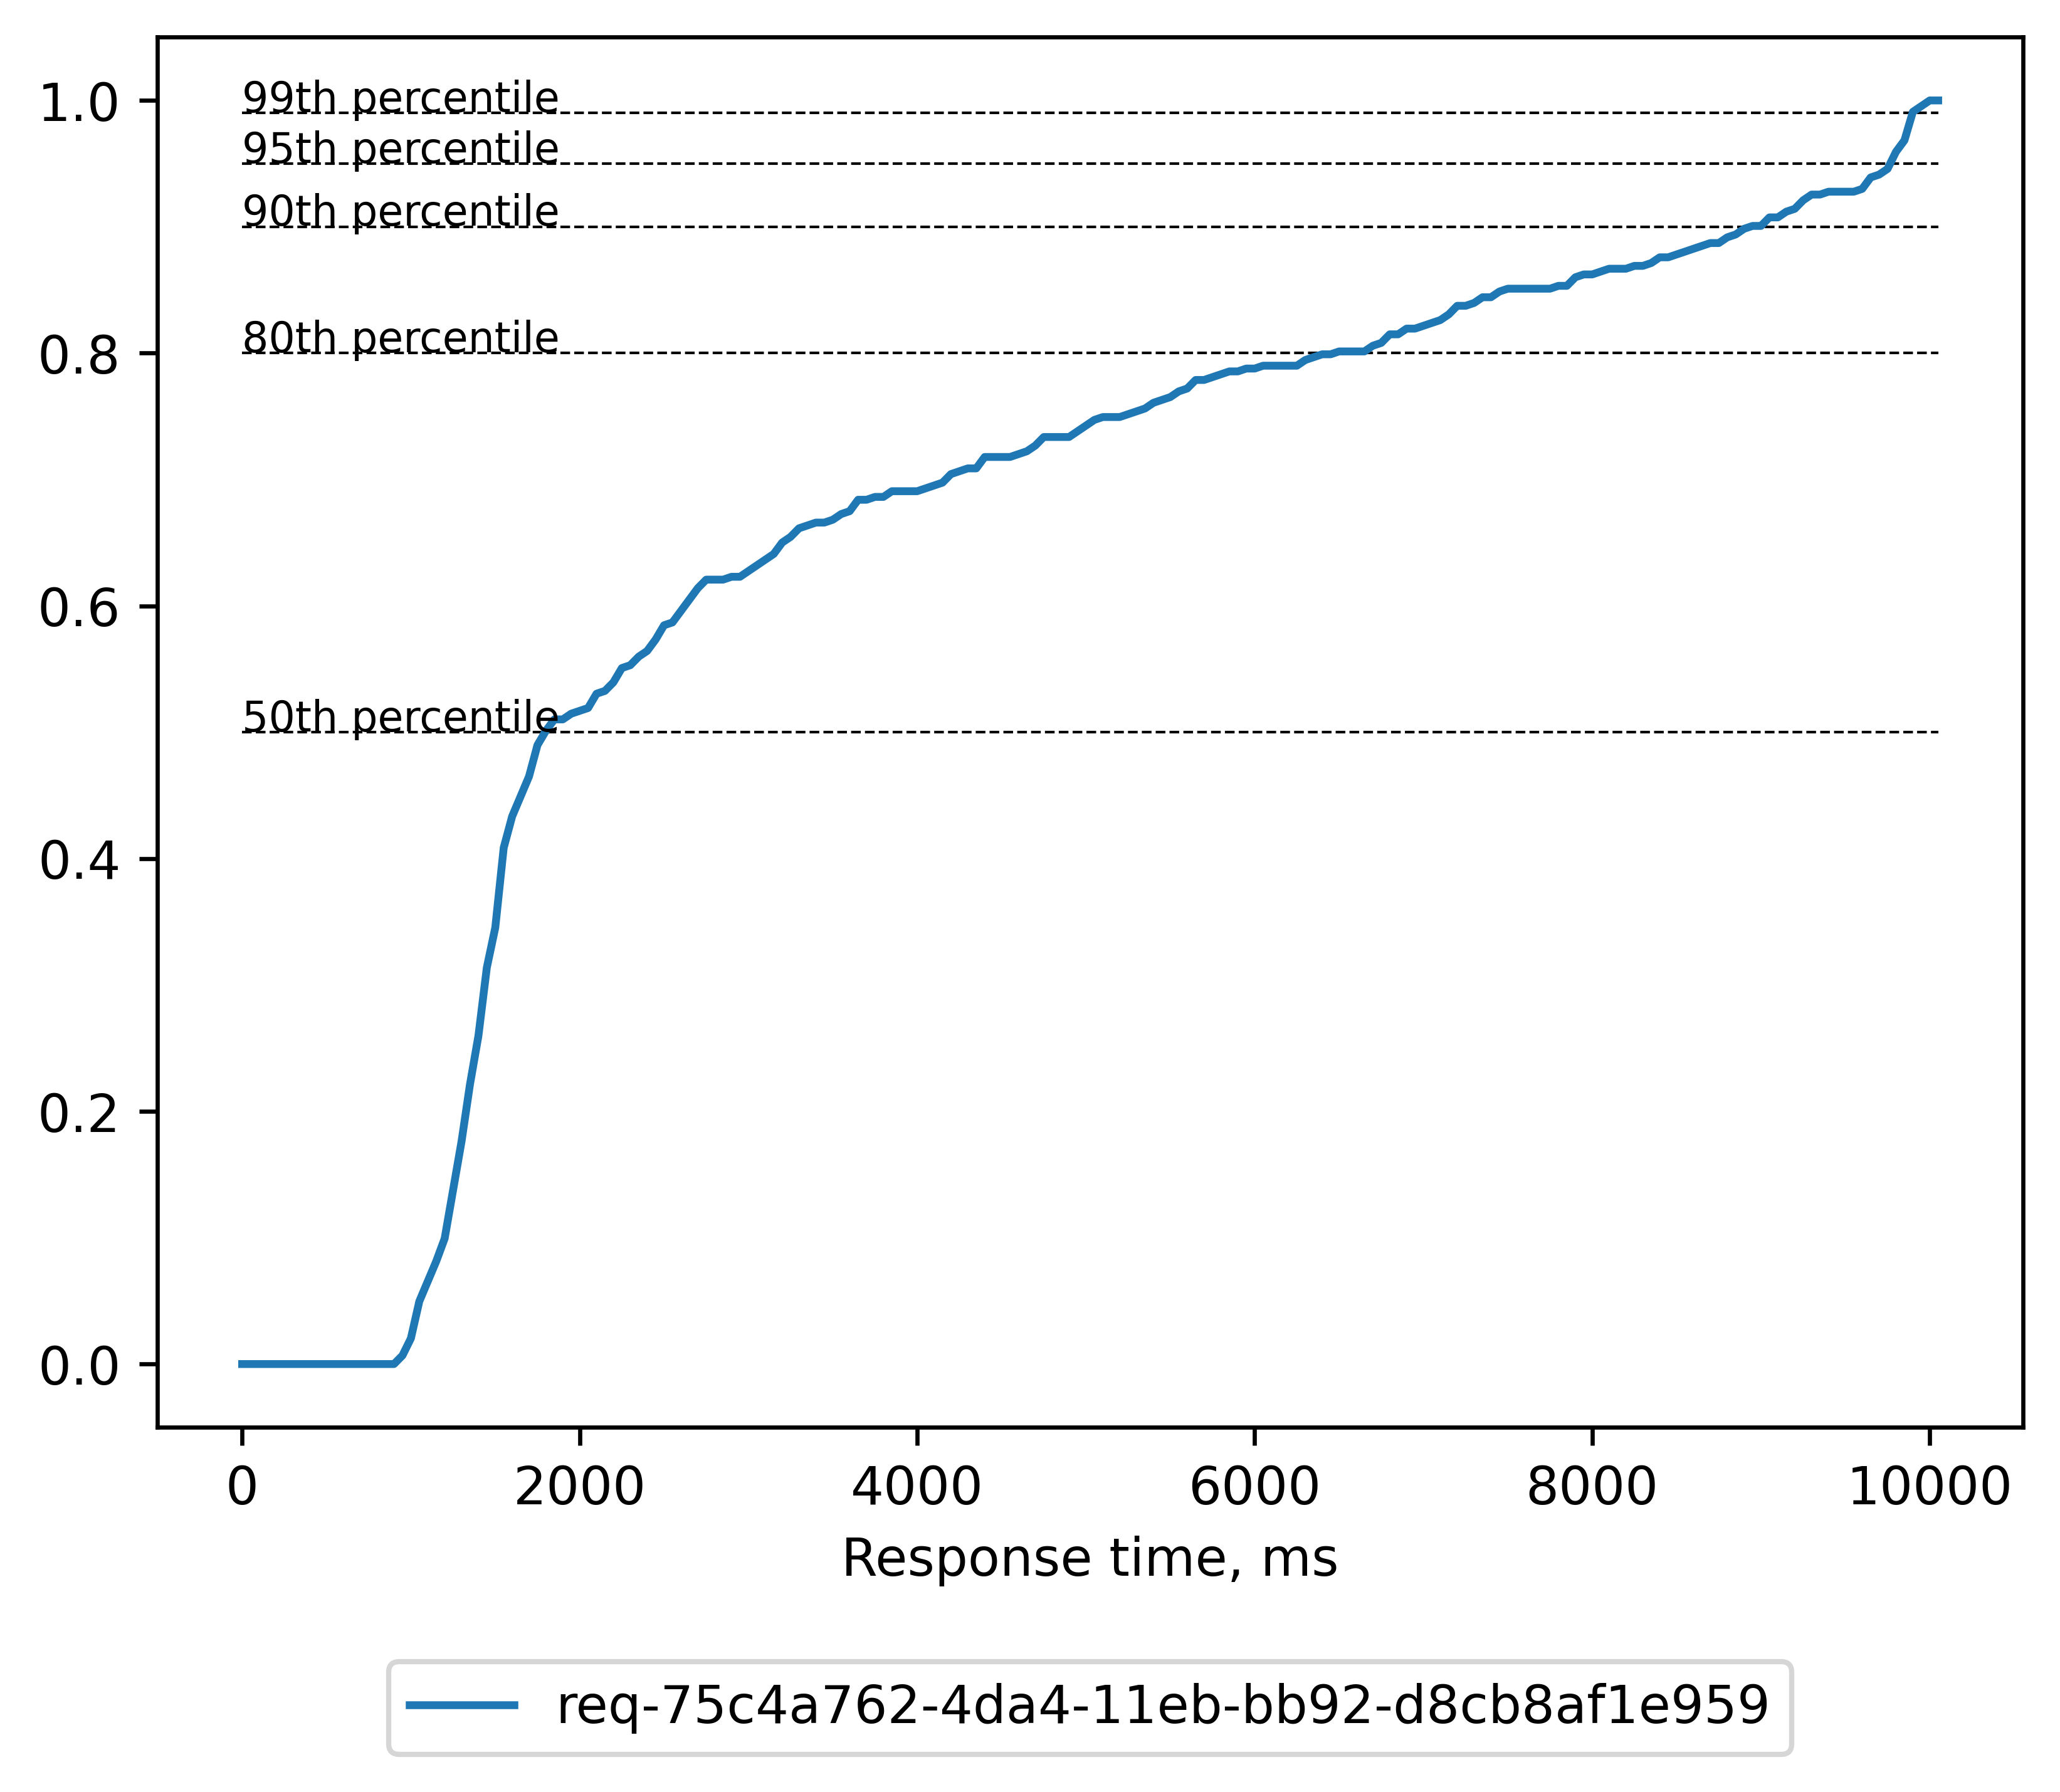 1.0
99th percentile
95th percentile
90th percentile
0.8
80th percentile
0.6
50th percentile
0.4
0.2
0.0
0 2000 4000 6000 8000 10000
Response time, ms
req-75c4a762-4da4-11eb-bb92-d8cb8af1e959